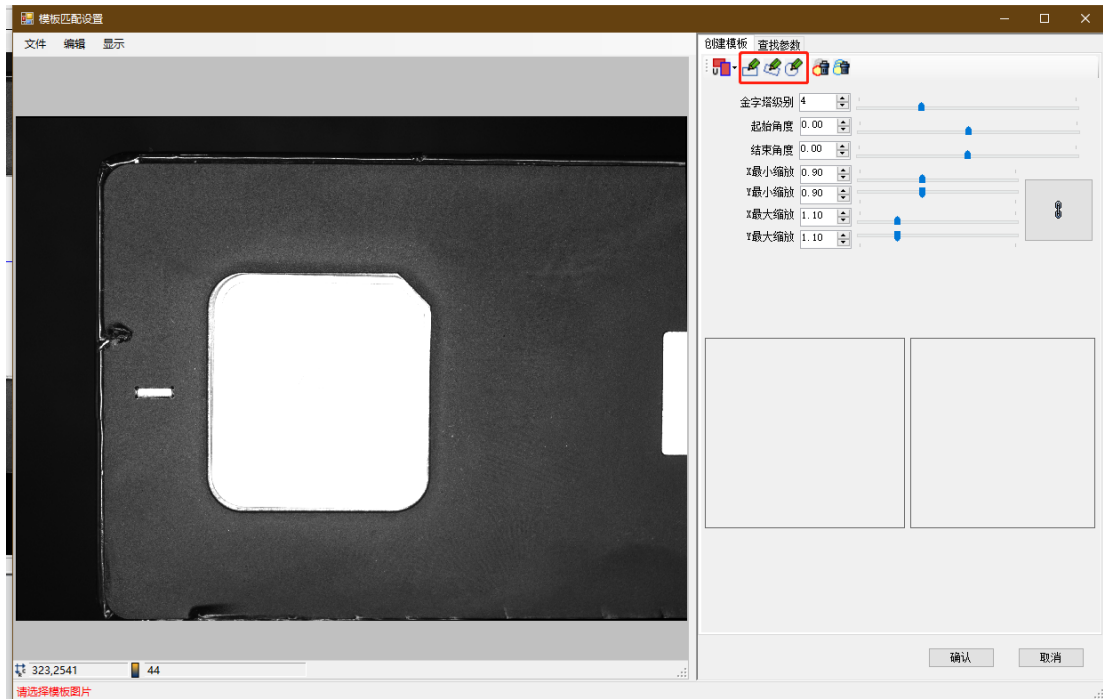 模板匹配设置
文件 编辑 显示
创建模板 查找参数
U
金字塔级别 4
起始角度 0.00
结束角度 0.00
X最小缩放 0.90
Y最小缩放 0.90
X最大缩放 1.10
Y最大缩放 1.10
确认 取消
323,2541 44
请选择模板图片